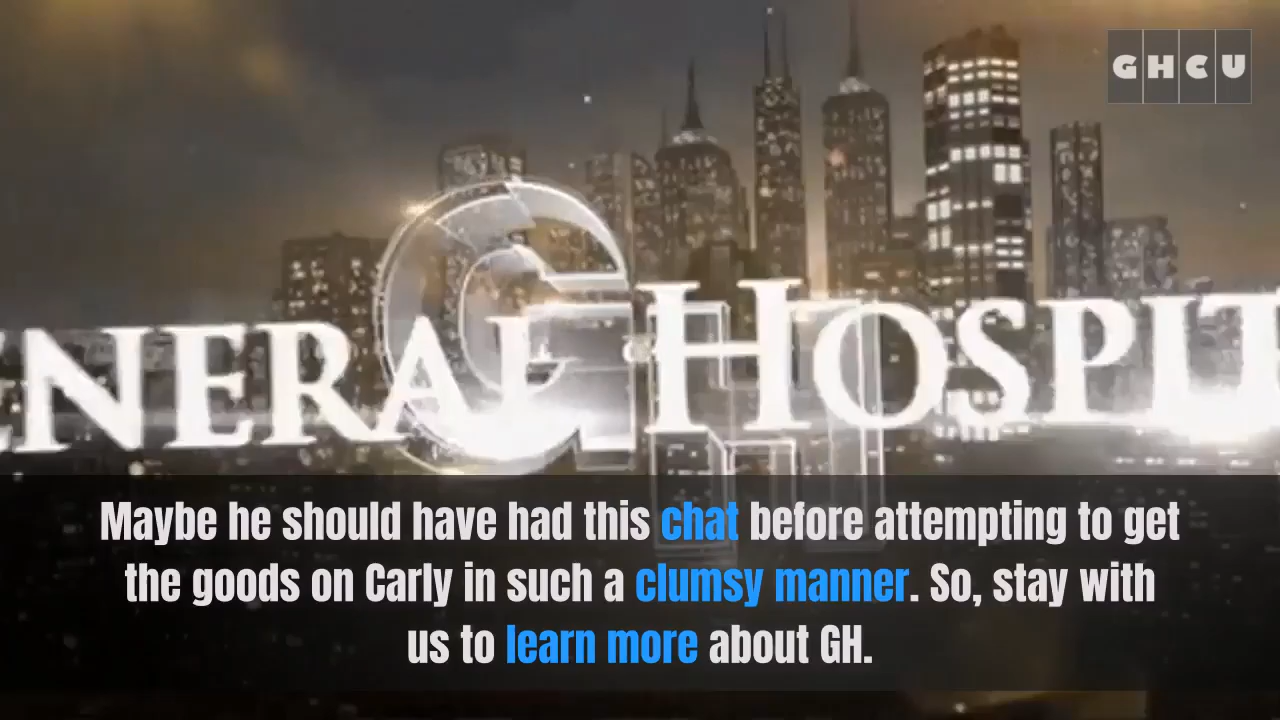 GHCU
ENERAL HOSPIT
Maybe he should have had this chat before attempting to get
the goods on Carly in such a clumsy manner. So, stay with
us to learn more about GH.